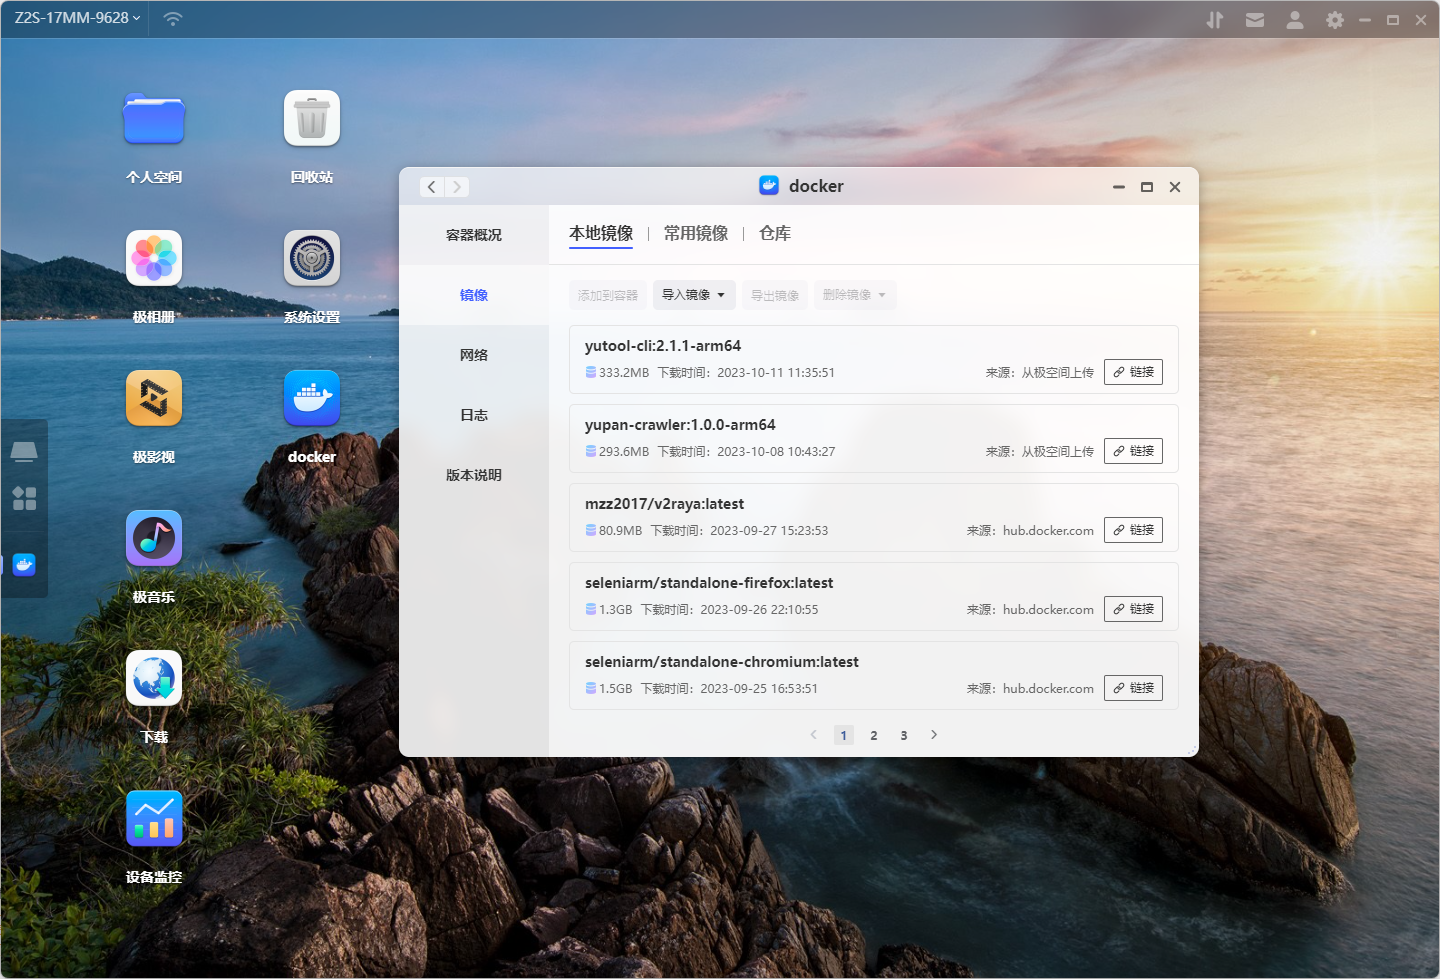 Z2S-17MM-9628
个人空间
回收站
极相册
系统设置
极影视
docker
极音乐
下载
设备监控
docker
容器概况
镜像
网络
日志
版本说明
本地镜像 | 常用镜像 | 仓库
添加到容器 导入镜像 导出镜像 删除镜像
yutool-cli:2.1.1-arm64
333.2MB 下载时间：2023-10-11 11:35:51 来源：从极空间上传 链接
yupan-crawler:1.0.0-arm64
293.6MB 下载时间：2023-10-08 10:43:27 来源：从极空间上传 链接
mzz2017/v2raya:latest
80.9MB 下载时间：2023-09-27 15:23:53 来源：hub.docker.com 链接
seleniarm/standalone-firefox:latest
1.3GB 下载时间：2023-09-26 22:10:55 来源：hub.docker.com 链接
seleniarm/standalone-chromium:latest
1.5GB 下载时间：2023-09-25 16:53:51 来源：hub.docker.com 链接
1 2 3